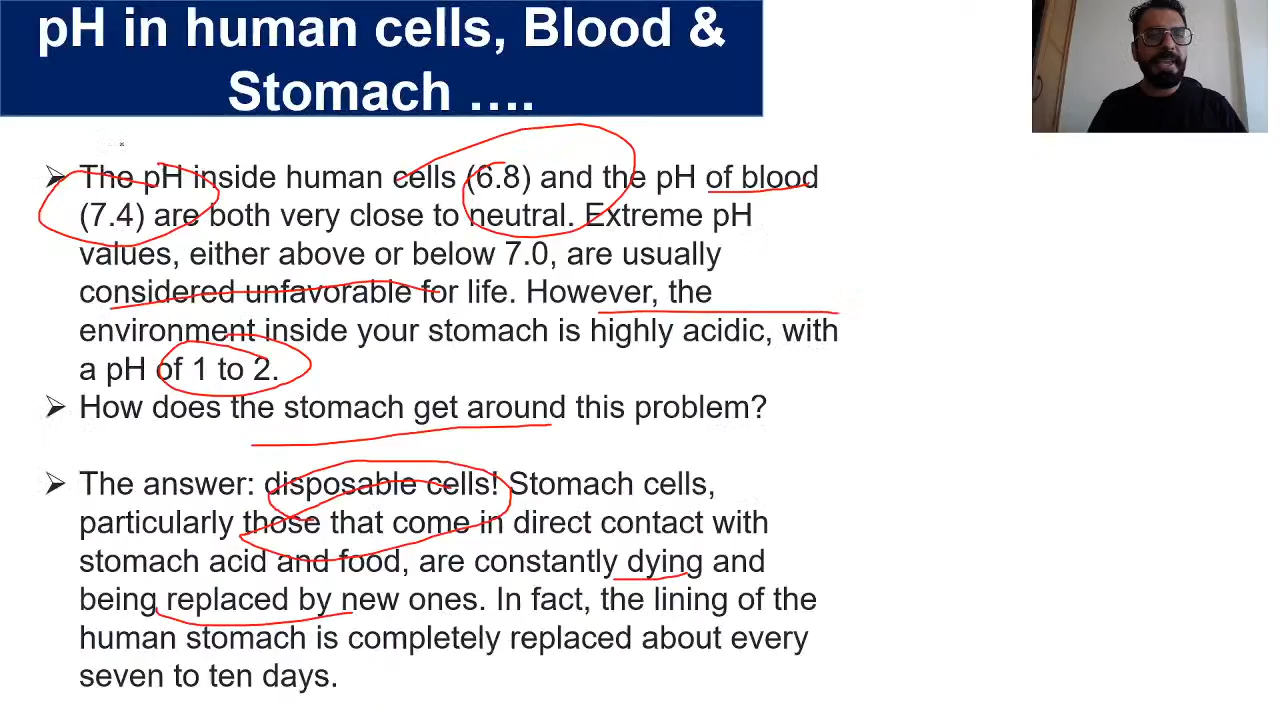 pH in human cells, Blood &
Stomach ….
➢ The pH inside human cells (6.8) and the pH of blood
(7.4) are both very close to neutral. Extreme pH
values, either above or below 7.0, are usually
considered unfavorable for life. However, the
environment inside your stomach is highly acidic, with
a pH of 1 to 2.
➢ How does the stomach get around this problem?
➢ The answer: disposable cells! Stomach cells,
particularly those that come in direct contact with
stomach acid and food, are constantly dying and
being replaced by new ones. In fact, the lining of the
human stomach is completely replaced about every
seven to ten days.